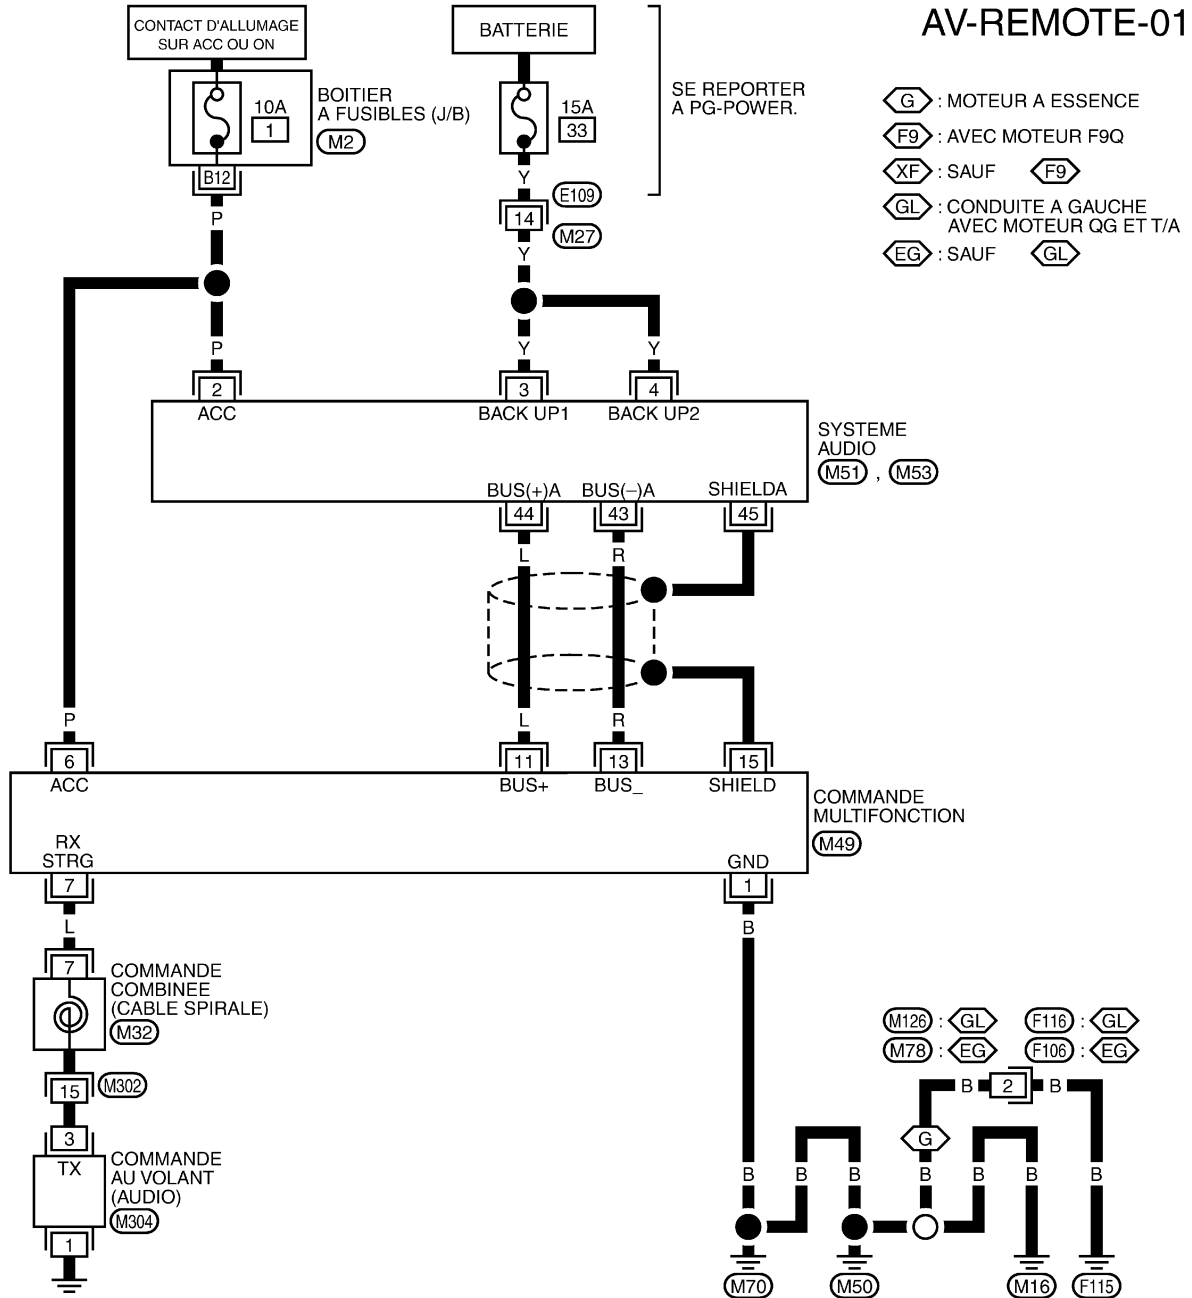 AV-REMOTE-01
CONTACT D'ALLUMAGE
SUR ACC OU ON
BATTERIE
SE REPORTER
A PG-POWER.
10A
1
BOITIER
A FUSIBLES (J/B)
M2
15A
33
G : MOTEUR A ESSENCE
F9 : AVEC MOTEUR F9Q
XF : SAUF F9
GL : CONDUITE A GAUCHE
AVEC MOTEUR QG ET T/A
EG : SAUF GL
B12
P
Y
E109
14
M27
Y
P
Y
Y
2
3
4
ACC
BACK UP1
BACK UP2
SYSTEME
AUDIO
M51 , M53
BUS(+)A
BUS(−)A
SHIELDA
44
43
45
L
R
P
L
R
6
11
13
15
ACC
BUS+
BUS_
SHIELD
COMMANDE
MULTIFONCTION
M49
RX
STRG
GND
7
1
L
B
7
COMMANDE
COMBINEE
(CABLE SPIRALE)
M32
15
M302
3
TX
COMMANDE
AU VOLANT
(AUDIO)
M304
1
M126 : GL
F116 : GL
M78 : EG
F106 : EG
B
2
B
G
B
B
B
B
B
B
B
M70
M50
M16
F115